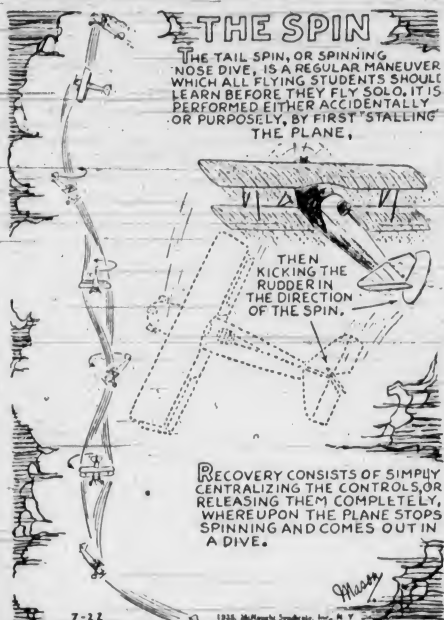 THE SPIN
THE TAIL SPIN, OR SPINNING
NOSE DIVE, IS A REGULAR MANEUVER
WHICH ALL FLYING STUDENTS SHOULD
LEARN BEFORE THEY FLY SOLO. IT IS
PERFORMED EITHER ACCIDENTALLY
OR PURPOSELY, BY FIRST "STALLING"
THE PLANE,
THEN
KICKING THE
RUDDER IN
THE DIRECTION
OF THE SPIN.
RECOVERY CONSISTS OF SIMPLY
CENTRALIZING THE CONTROLS, OR
RELEASING THEM COMPLETELY,
WHEREUPON THE PLANE STOPS
SPINNING AND COMES OUT IN
A DIVE.
Mason
7-22
McNaught Syndicate, Inc., N.Y.